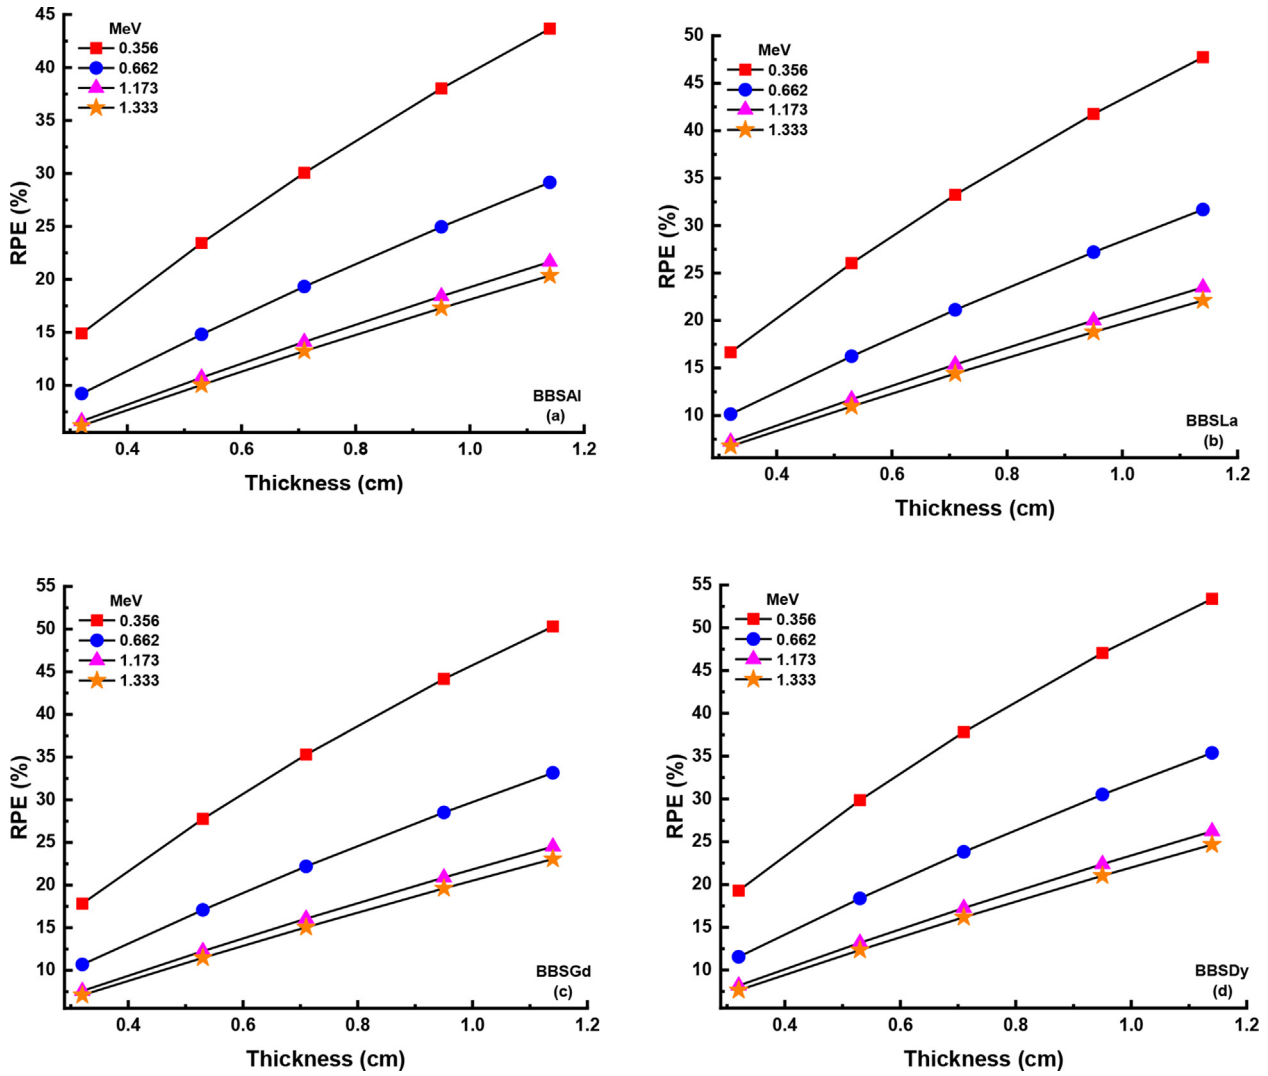 MeV
0.356
0.662
1.173
1.333
45
40
35
30
25
20
15
10
RPE (%)
0.4 0.6 0.8 1.0 1.2
Thickness (cm)
BBSAl
(a)
MeV
0.356
0.662
1.173
1.333
50
45
40
35
30
25
20
15
10
RPE (%)
0.4 0.6 0.8 1.0 1.2
Thickness (cm)
BBSLa
(b)
MeV
0.356
0.662
1.173
1.333
55
50
45
40
35
30
25
20
15
10
RPE (%)
0.4 0.6 0.8 1.0 1.2
Thickness (cm)
BBSGd
(c)
MeV
0.356
0.662
1.173
1.333
55
50
45
40
35
30
25
20
15
10
RPE (%)
0.4 0.6 0.8 1.0 1.2
Thickness (cm)
BBSDy
(d)